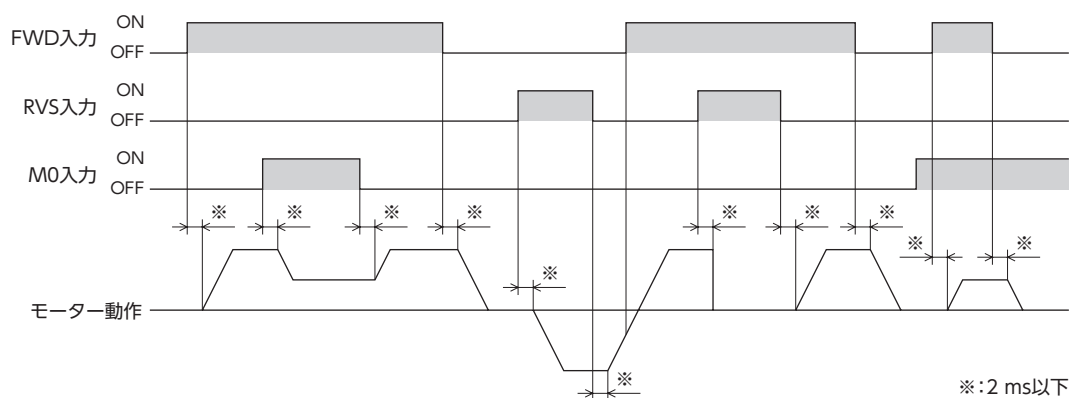 ON
FWD入力
OFF
ON
RVS入力
OFF
ON
M0入力
OFF
※ ※ ※ ※ ※ ※ ※
※ ※
※
モーター動作
※
※:2 ms以下